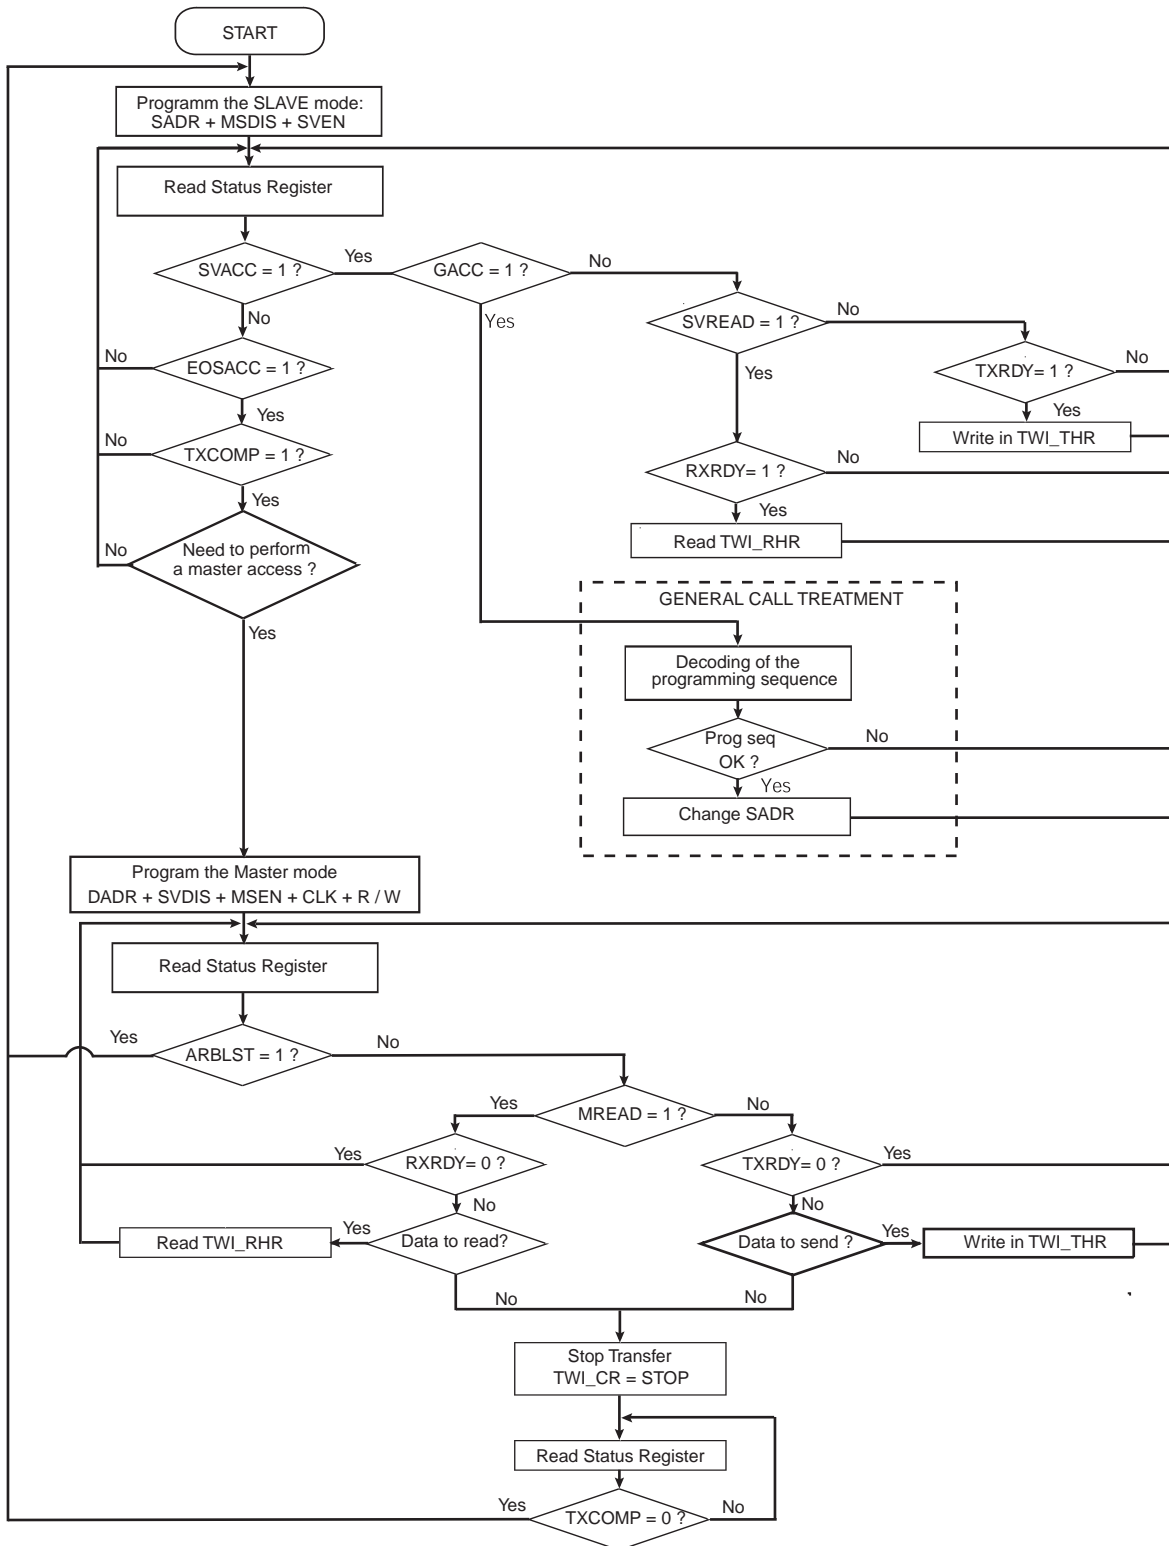 START
Programm the SLAVE mode:
SADR + MSDIS + SVEN
Read Status Register
SVACC = 1 ?
Yes
GACC = 1 ?
No
No
Yes
SVREAD = 1 ?
No
EOSACC = 1 ?
No
Yes
Yes
TXRDY= 1 ?
No
Yes
Write in TWI_THR
TXCOMP = 1 ?
No
Yes
RXRDY= 1 ?
No
Yes
Read TWI_RHR
Need to perform
a master access ?
No
Yes
GENERAL CALL TREATMENT
Decoding of the
programming sequence
Prog seq
OK ?
No
Yes
Change SADR
Program the Master mode
DADR + SVDIS + MSEN + CLK + R / W
Read Status Register
Yes
ARBLST = 1 ?
No
Yes
MREAD = 1 ?
No
Yes
RXRDY= 0 ?
TXRDY= 0 ?
Yes
No
No
Read TWI_RHR
Yes
Data to read?
Data to send ?
Yes
Write in TWI_THR
No
No
Stop Transfer
TWI_CR = STOP
Read Status Register
Yes
TXCOMP = 0 ?
No